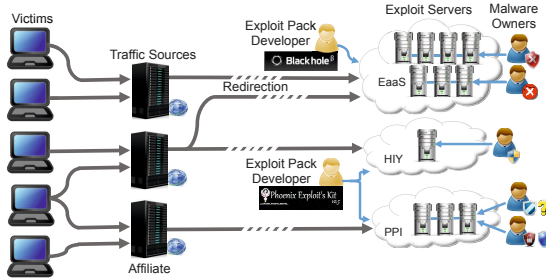 Victims
Traffic Sources
Exploit Pack
Developer
Exploit Servers
Malware
Owners
Blackhole β
EaaS
Redirection
HIY
Exploit Pack
Developer
Phoenix Exploit's Kit
PPI
Affiliate